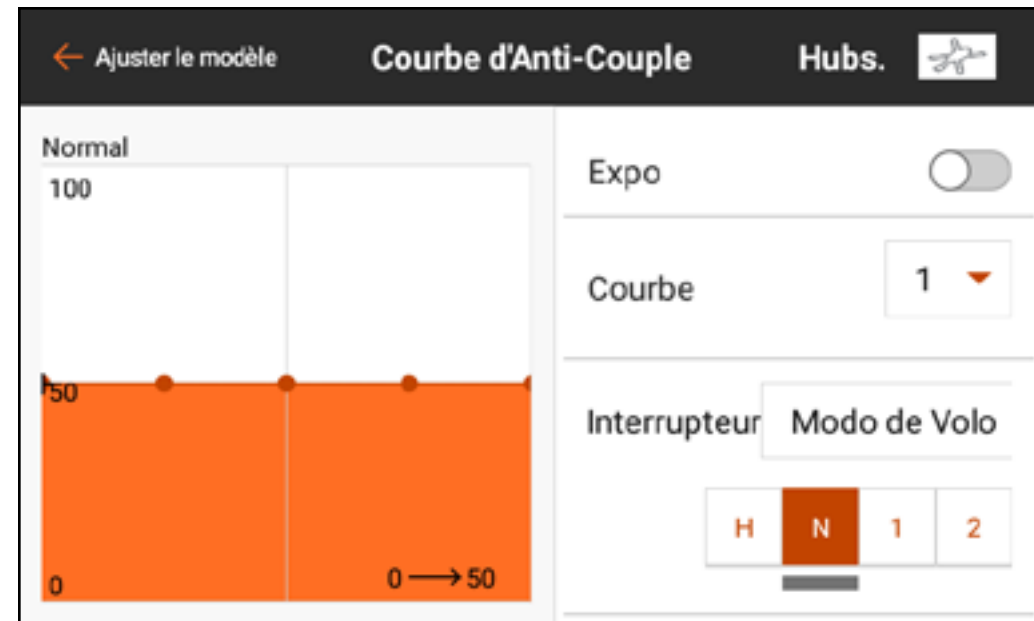 Ajuster le modèle
Courbe d'Anti-Couple
Hubs.
Normal
100
50
0
0 → 50
Expo
Courbe
1
Interrupteur
Modo de Volo
H N 1 2